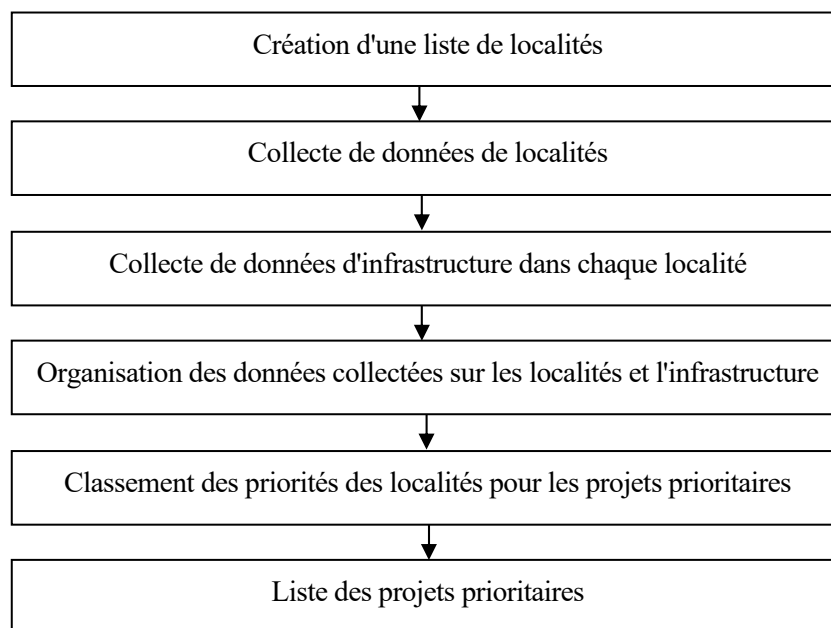 Création d'une liste de localités
Collecte de données de localités
Collecte de données d'infrastructure dans chaque localité
Organisation des données collectées sur les localités et l'infrastructure
Classement des priorités des localités pour les projets prioritaires
Liste des projets prioritaires